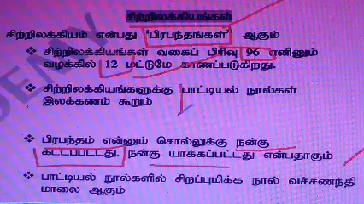 சிற்றிலக்கியங்கள்
சிற்றிலக்கியம் என்பது "பிரபந்தங்கள்" ஆகும்
❖ சிற்றிலக்கியங்கள் வகைப் பிரிவு 96 எனினும்
வழக்கில் 12 மட்டுமே காணப்படுகிறது.
❖ சிற்றிலக்கியங்களுக்கு பாட்டியல் நூல்கள்
இலக்கணம் கூறும்
❖ பிரபந்தம் என்னும் சொல்லுக்கு நன்கு
கட்டப்பட்டது. நன்கு யாக்கப்பட்டது என்பதாகும்
❖ பாட்டியல் நூல்களில் சிறப்புமிக்க நூல் வச்சணந்தி
மாலை ஆகும்